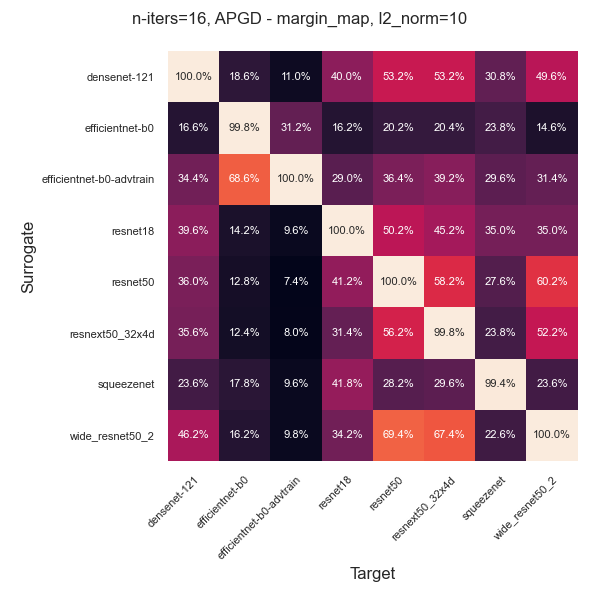 n-iters=16, APGD - margin_map, l2_norm=10
Surrogate
densenet-121 100.0% 18.6% 11.0% 40.0% 53.2% 53.2% 30.8% 49.6%
efficientnet-b0 16.6% 99.8% 31.2% 16.2% 20.2% 20.4% 23.8% 14.6%
efficientnet-b0-advtrain 34.4% 68.6% 100.0% 29.0% 36.4% 39.2% 29.6% 31.4%
resnet18 39.6% 14.2% 9.6% 100.0% 50.2% 45.2% 35.0% 35.0%
resnet50 36.0% 12.8% 7.4% 41.2% 100.0% 58.2% 27.6% 60.2%
resnext50_32x4d 35.6% 12.4% 8.0% 31.4% 56.2% 99.8% 23.8% 52.2%
squeezenet 23.6% 17.8% 9.6% 41.8% 28.2% 29.6% 99.4% 23.6%
wide_resnet50_2 46.2% 16.2% 9.8% 34.2% 69.4% 67.4% 22.6% 100.0%
densenet-121
efficientnet-b0
efficientnet-b0-advtrain
resnet18
resnet50
resnext50_32x4d
squeezenet
wide_resnet50_2
Target